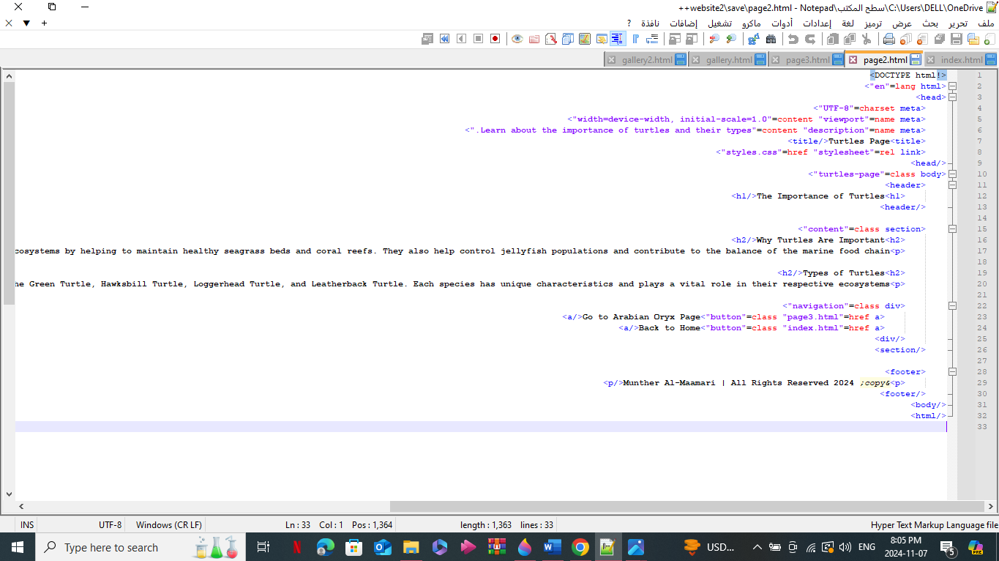 ++website2\save\page2.html - Notepad\سطح المكتب\C:\Users\DELL\OneDrive
ملف تحرير بحث عرض ترميز لغة إعدادات أدوات ماكرو تشغيل إضافات نافذة ?
gallery2.html gallery.html page3.html page2.html index.html
<DOCTYPE html!> 1
<"en"=lang html> 2
<head> 3
<"UTF-8"=charset meta> 4
<"width=device-width, initial-scale=1.0"=content "viewport"=name meta> 5
<".Learn about the importance of turtles and their types"=content "description"=name meta> 6
<title/>Turtles Page<title> 7
<"styles.css"=href "stylesheet"=rel link> 8
<head/> 9
<"turtles-page"=class body> 10
<header> 11
<h1/>The Importance of Turtles<h1> 12
<header/> 13
14
<"content"=class section> 15
<h2/>Why Turtles Are Important<h2> 16
cosystems by helping to maintain healthy seagrass beds and coral reefs. They also help control jellyfish populations and contribute to the balance of the marine food chain<p> 17
18
<h2/>Types of Turtles<h2> 19
he Green Turtle, Hawksbill Turtle, Loggerhead Turtle, and Leatherback Turtle. Each species has unique characteristics and plays a vital role in their respective ecosystems<p> 20
21
<"navigation"=class div> 22
<a/>Go to Arabian Oryx Page<"button"=class "page3.html"=href a> 23
<a/>Back to Home<"button"=class "index.html"=href a> 24
<div/> 25
<section/> 26
27
<footer> 28
<p/>Munther Al-Maamari | All Rights Reserved 2024 ;copy&<p> 29
<footer/> 30
<body/> 31
<html/> 32
33
INS UTF-8 Windows (CR LF) Ln : 33 Col : 1 Pos : 1,364 length : 1,363 lines : 33 Hyper Text Markup Language file
Type here to search USD... ENG 8:05 PM
2024-11-07 5